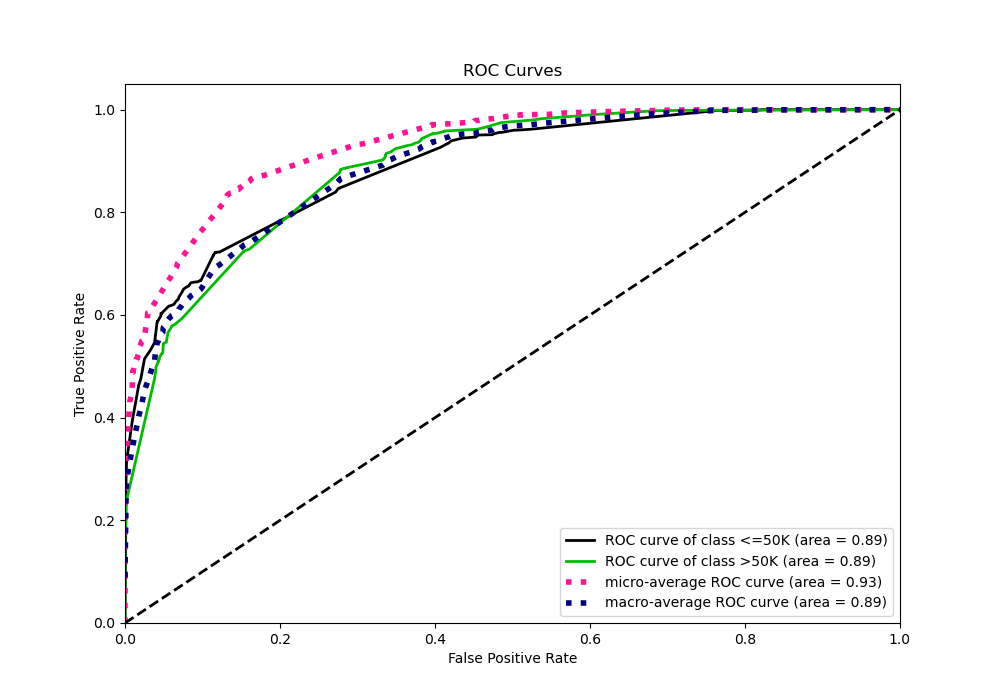 ROC Curves
True Positive Rate
1.0
0.8
0.6
0.4
0.2
0.0
ROC curve of class <=50K (area = 0.89)
ROC curve of class >50K (area = 0.89)
micro-average ROC curve (area = 0.93)
macro-average ROC curve (area = 0.89)
0.0 0.2 0.4 0.6 0.8 1.0
False Positive Rate